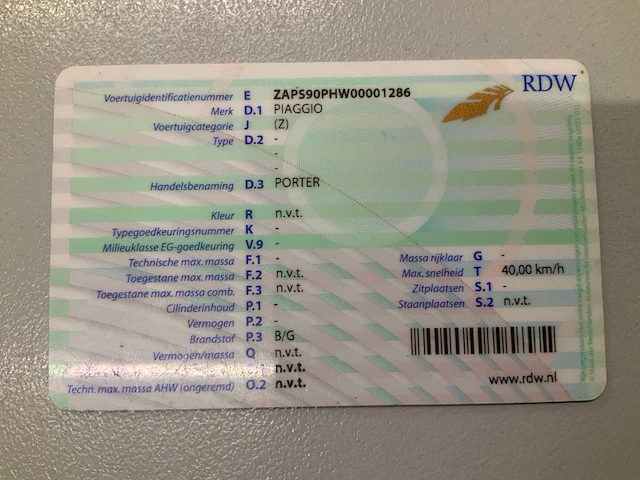 RDW
Voertuigidentificatienummer E ZAPS90PHW00001286
Merk D.1 PIAGGIO
Voertuigcategorie J (Z)
Type D.2 -
-
-
Handelsbenaming D.3 PORTER
Kleur R n.v.t.
Typegoedkeuringsnummer K -
Milieuklasse EG-goedkeuring V.9 -
Technische max. massa F.1 -
Toegestane max. massa F.2 n.v.t.
Toegestane max. massa comb. F.3 n.v.t.
Cilinderinhoud P.1 -
Vermogen P.2 -
Brandstof P.3 B/G
Vermogen/massa Q n.v.t.
n.v.t.
Techn. max. massa AHW (ongeremd) O.2 n.v.t.
Massa rijklaar G -
Max. snelheid T 40,00 km/h
Zitplaatsen S.1 -
Staanplaatsen S.2 n.v.t.
www.rdw.nl